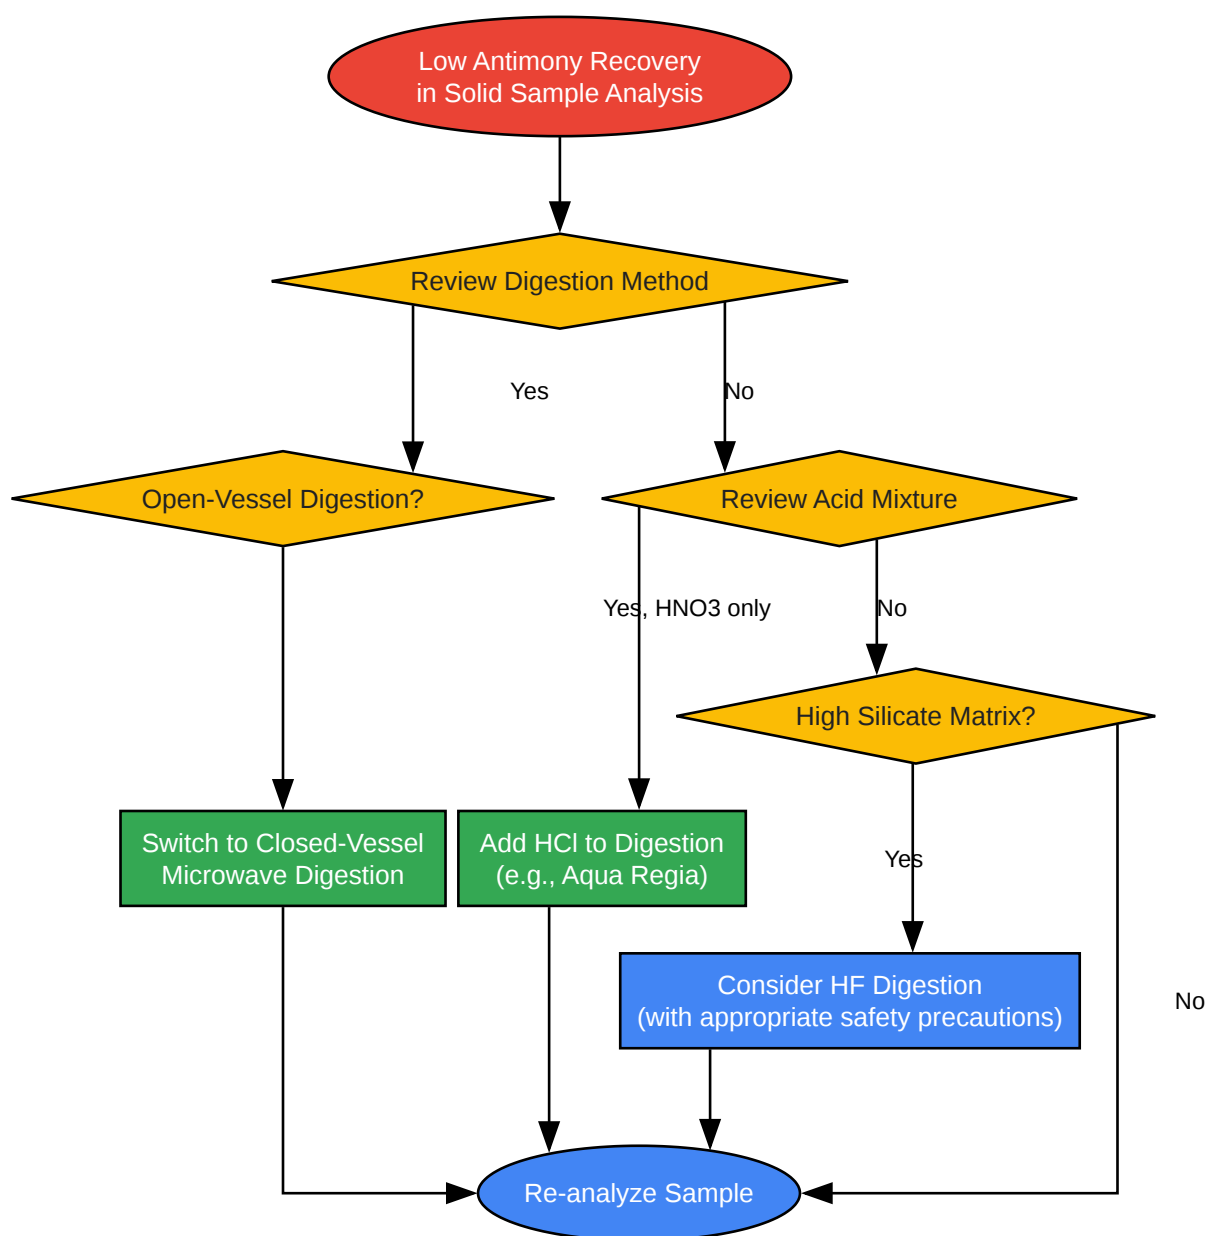 Low Antimony Recovery
in Solid Sample Analysis
Review Digestion Method
Yes
No
Open-Vessel Digestion?
Review Acid Mixture
Yes, HNO3 only
No
High Silicate Matrix?
Switch to Closed-Vessel
Microwave Digestion
Add HCl to Digestion
(e.g., Aqua Regia)
Yes
Consider HF Digestion
(with appropriate safety precautions)
No
Re-analyze Sample